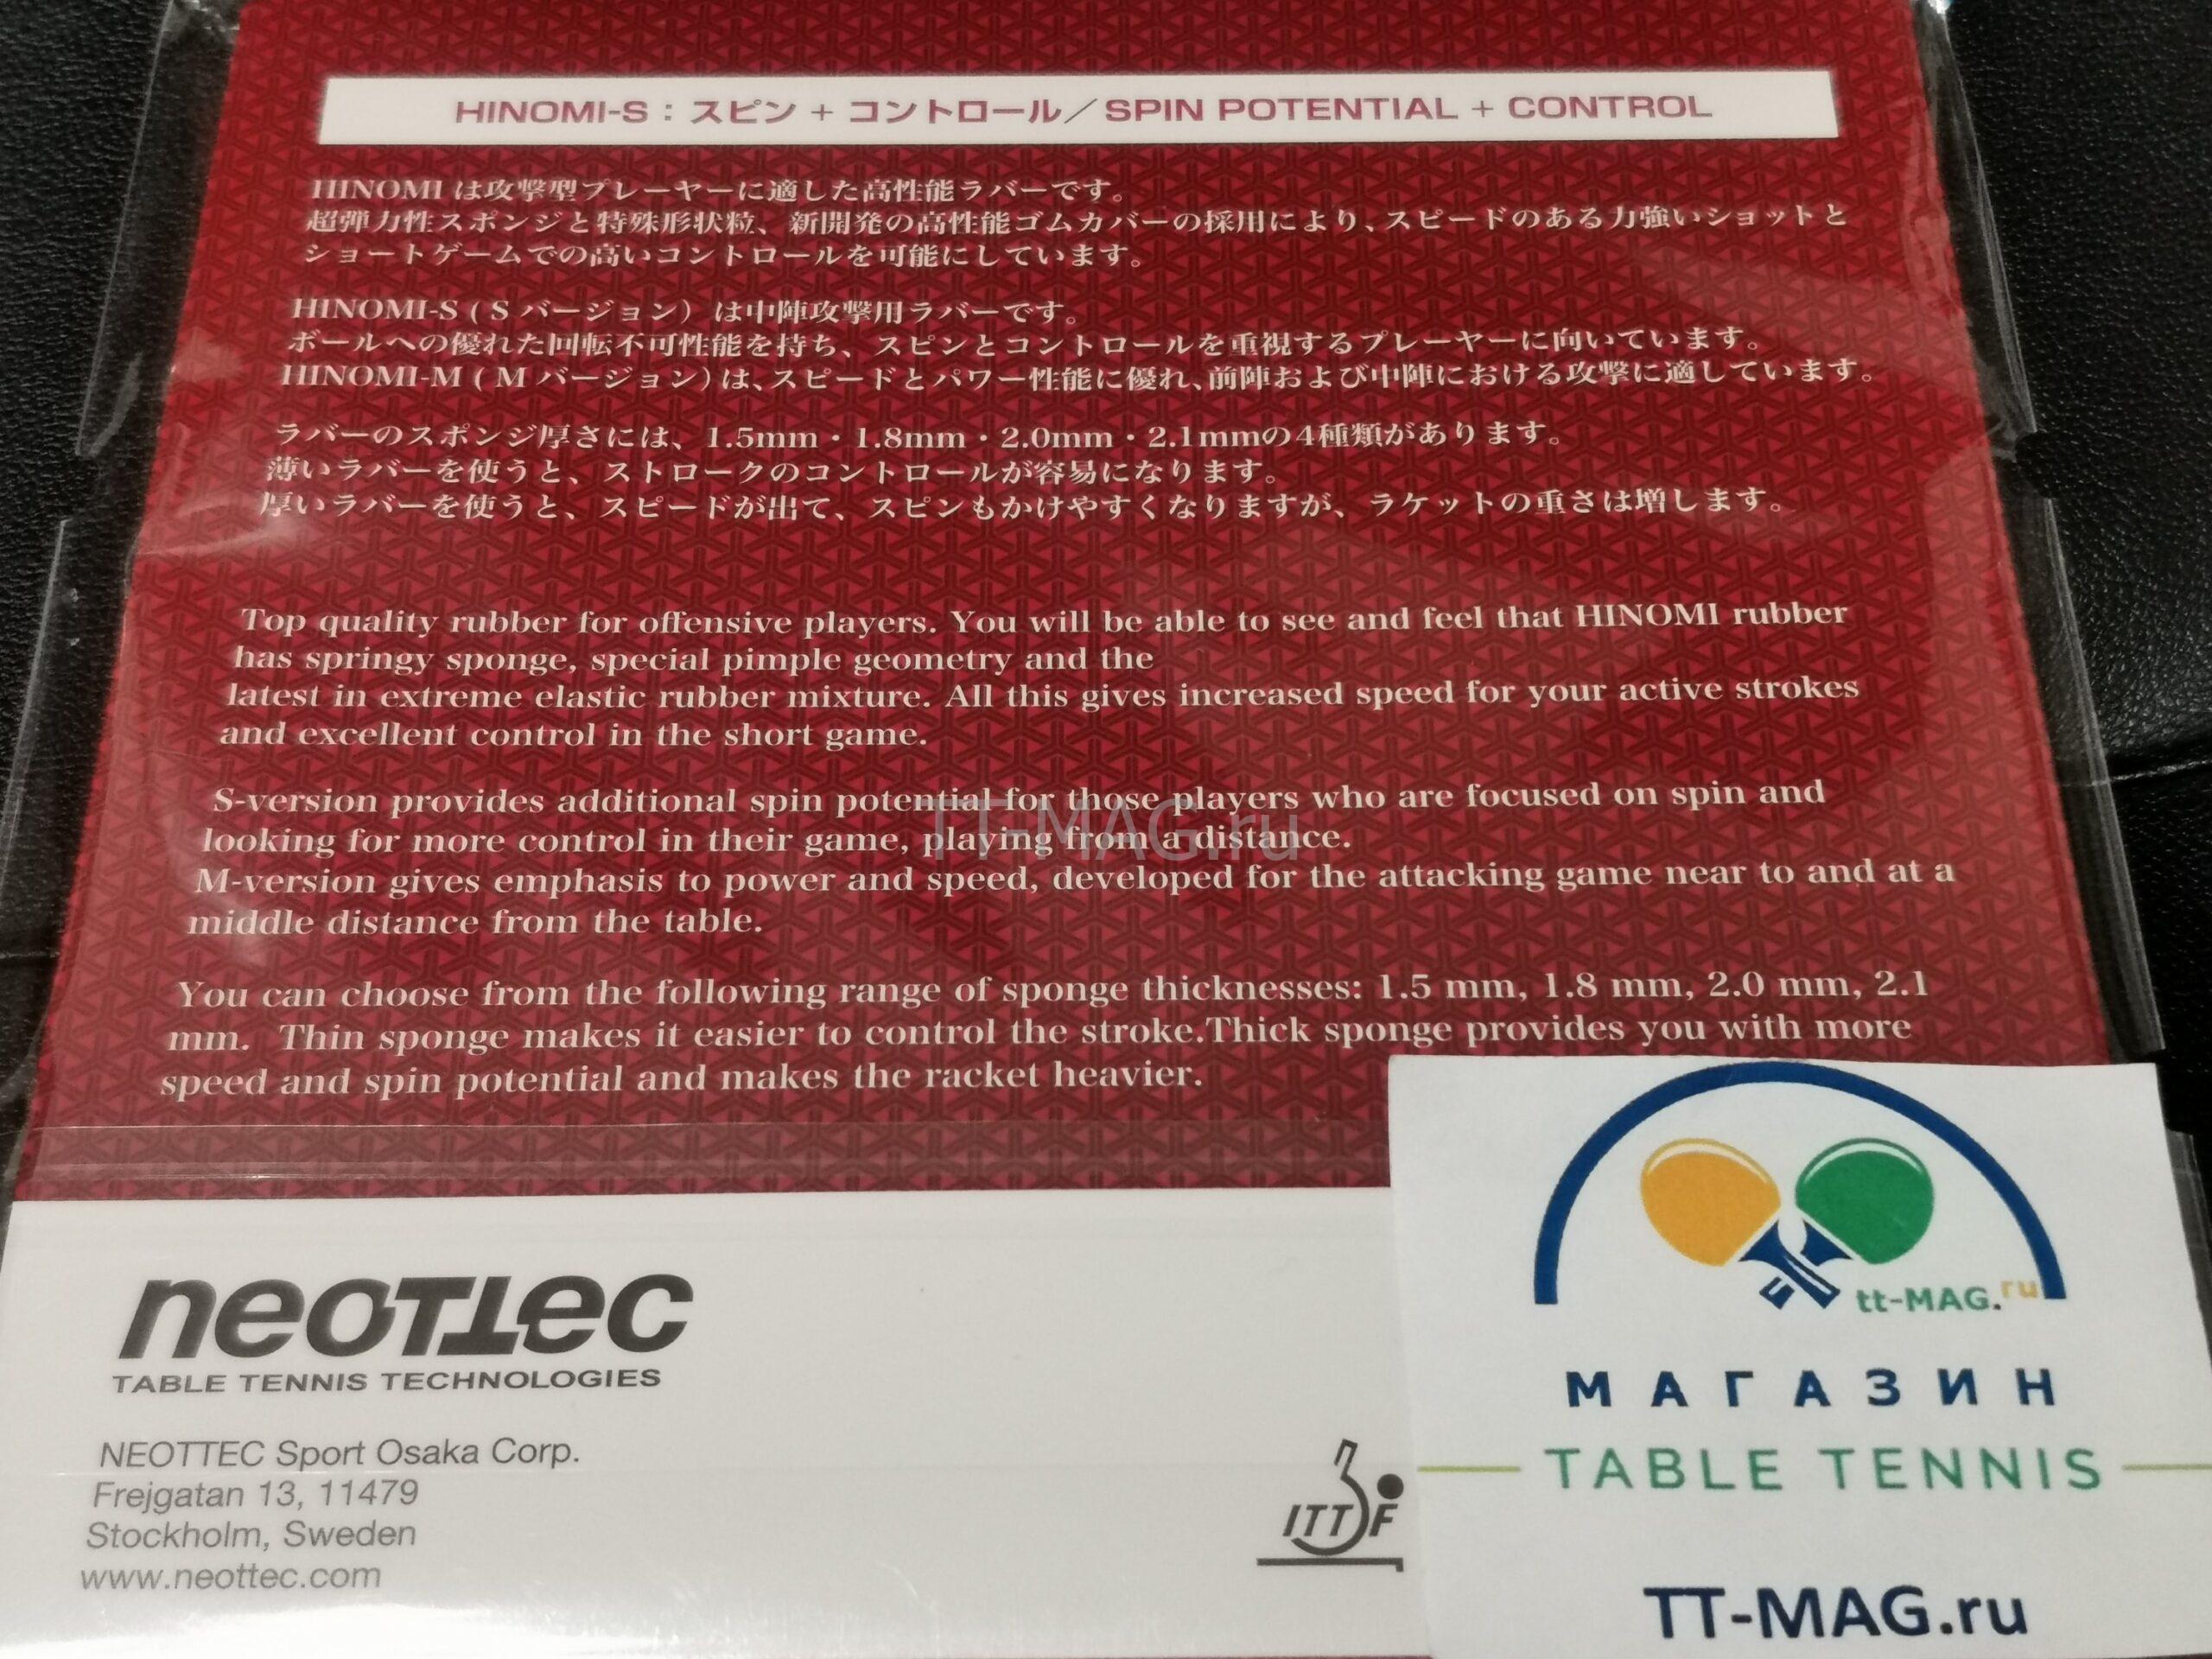 HINOMI-S : スピン + コントロール／SPIN POTENTIAL + CONTROL
HINOMI は攻撃型プレーヤーに適した高性能ラバーです。
超弾力性スポンジと特殊形状粒、新開発の高性能ゴムカバーの採用により、スピードのある力強いショットと
ショートゲームでの高いコントロールを可能にしています。
HINOMI-S ( S バージョン） は中陣攻撃用ラバーです。
ボールへの優れた回転不可性能を持ち、スピンとコントロールを重視するプレーヤーに向いています。
HINOMI-M ( M バージョン）は、スピードとパワー性能に優れ、前陣および中陣における攻撃に適しています。
ラバーのスポンジ厚さには、1.5mm・1.8mm・2.0mm・2.1mmの4種類があります。
薄いラバーを使うと、ストロークのコントロールが容易になります。
厚いラバーを使うと、スピードが出て、スピンもかけやすくなりますが、ラケットの重さは増します。
Top quality rubber for offensive players. You will be able to see and feel that HINOMI rubber
has springy sponge, special pimple geometry and the
latest in extreme elastic rubber mixture. All this gives increased speed for your active strokes
and excellent control in the short game.
S-version provides additional spin potential for those players who are focused on spin and
looking for more control in their game, playing from a distance.
M-version gives emphasis to power and speed, developed for the attacking game near to and at a
middle distance from the table.
You can choose from the following range of sponge thicknesses: 1.5 mm, 1.8 mm, 2.0 mm, 2.1
mm. Thin sponge makes it easier to control the stroke.Thick sponge provides you with more
speed and spin potential and makes the racket heavier.
TT-MAG.ru
neottec
TABLE TENNIS TECHNOLOGIES
NEOTTEC Sport Osaka Corp.
Frejgatan 13, 11479
Stockholm, Sweden
www.neottec.com
ITTF
tt-MAG.ru
МАГАЗИН
TABLE TENNIS
TT-MAG.ru